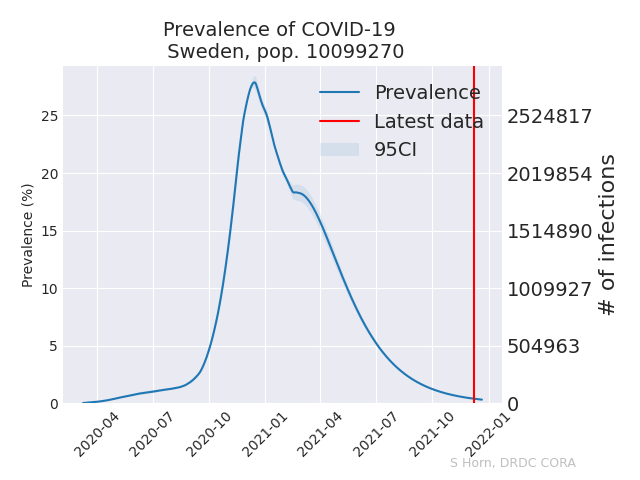 Prevalence of COVID-19
Sweden, pop. 10099270
Prevalence
Latest data
95CI
Prevalence (%)
25
20
15
10
5
0
2524817
2019854
1514890
1009927
504963
0
# of infections
2020-04
2020-07
2020-10
2021-01
2021-04
2021-07
2021-10
2022-01
S Horn, DRDC CORA